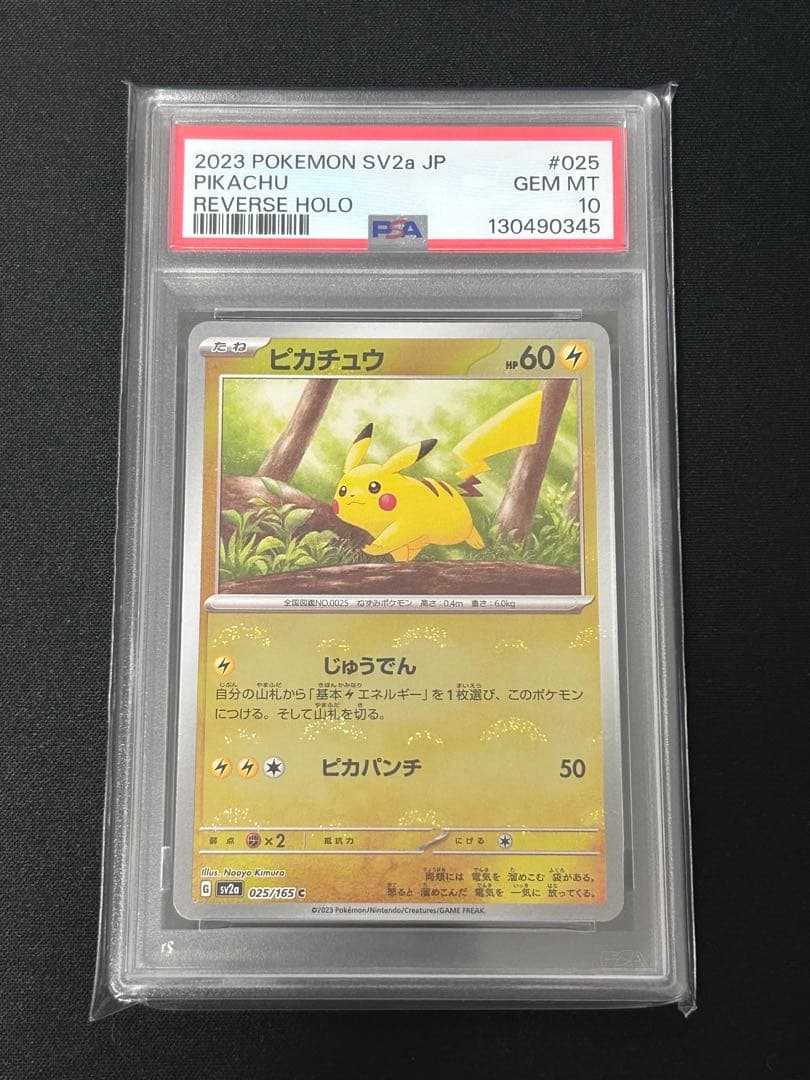 2023 POKEMON SV2a JP #025
PIKACHU GEM MT
REVERSE HOLO 10
PSA 130490345
たね ピカチュウ HP60
全国図鑑NO.0025 ねずみポケモン 高さ:0.4m 重さ:6.0kg
じゅうでん
自分の山札から「基本エネルギー」を1枚選び、このポケモン
につける。そして山札を切る。
ピカパンチ 50
弱点 ×2 抵抗力 にげる
Illus. Naoyo Kimura
G sv2a 025/165 C
両頬には 電気を 溜めこむ 袋がある。
怒ると 溜めこんだ 電気を 一気に 放ってくる。
©2023 Pokémon/Nintendo/Creatures/GAME FREAK
PSA